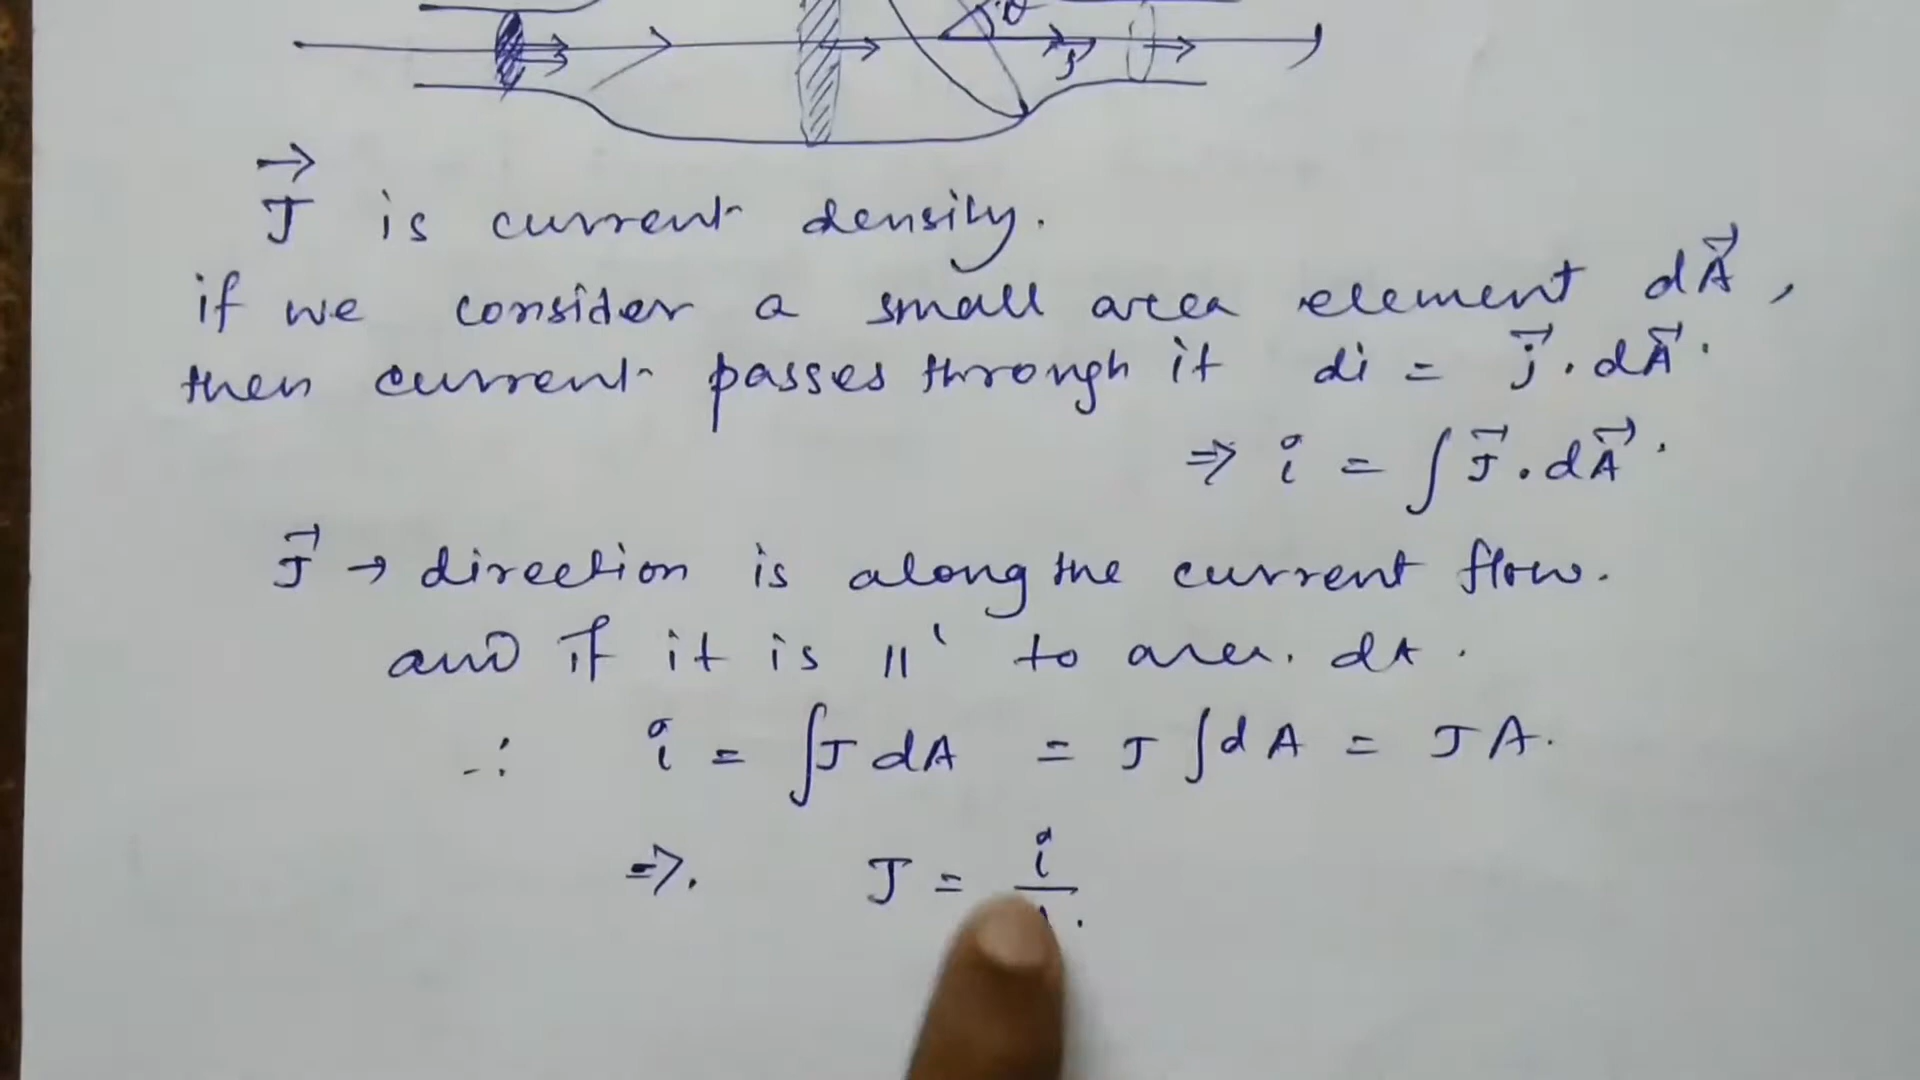 θ
J
J⃗ is current density.
if we consider a small area element dA⃗ ,
then current passes through it di = j⃗ . dA⃗ .
⇒ i = ∫ J⃗ . dA⃗ .
J⃗ → direction is along the current flow.
and if it is || ' to area. dA .
∴ i = ∫J dA = J ∫dA = JA.
⇒. J = i / .